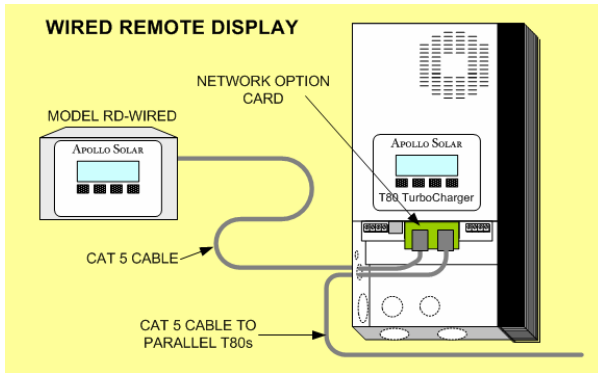 WIRED REMOTE DISPLAY
NETWORK OPTION
CARD
MODEL RD-WIRED
APOLLO SOLAR
APOLLO SOLAR
T80 TurboCharger
CAT 5 CABLE
CAT 5 CABLE TO
PARALLEL T80s